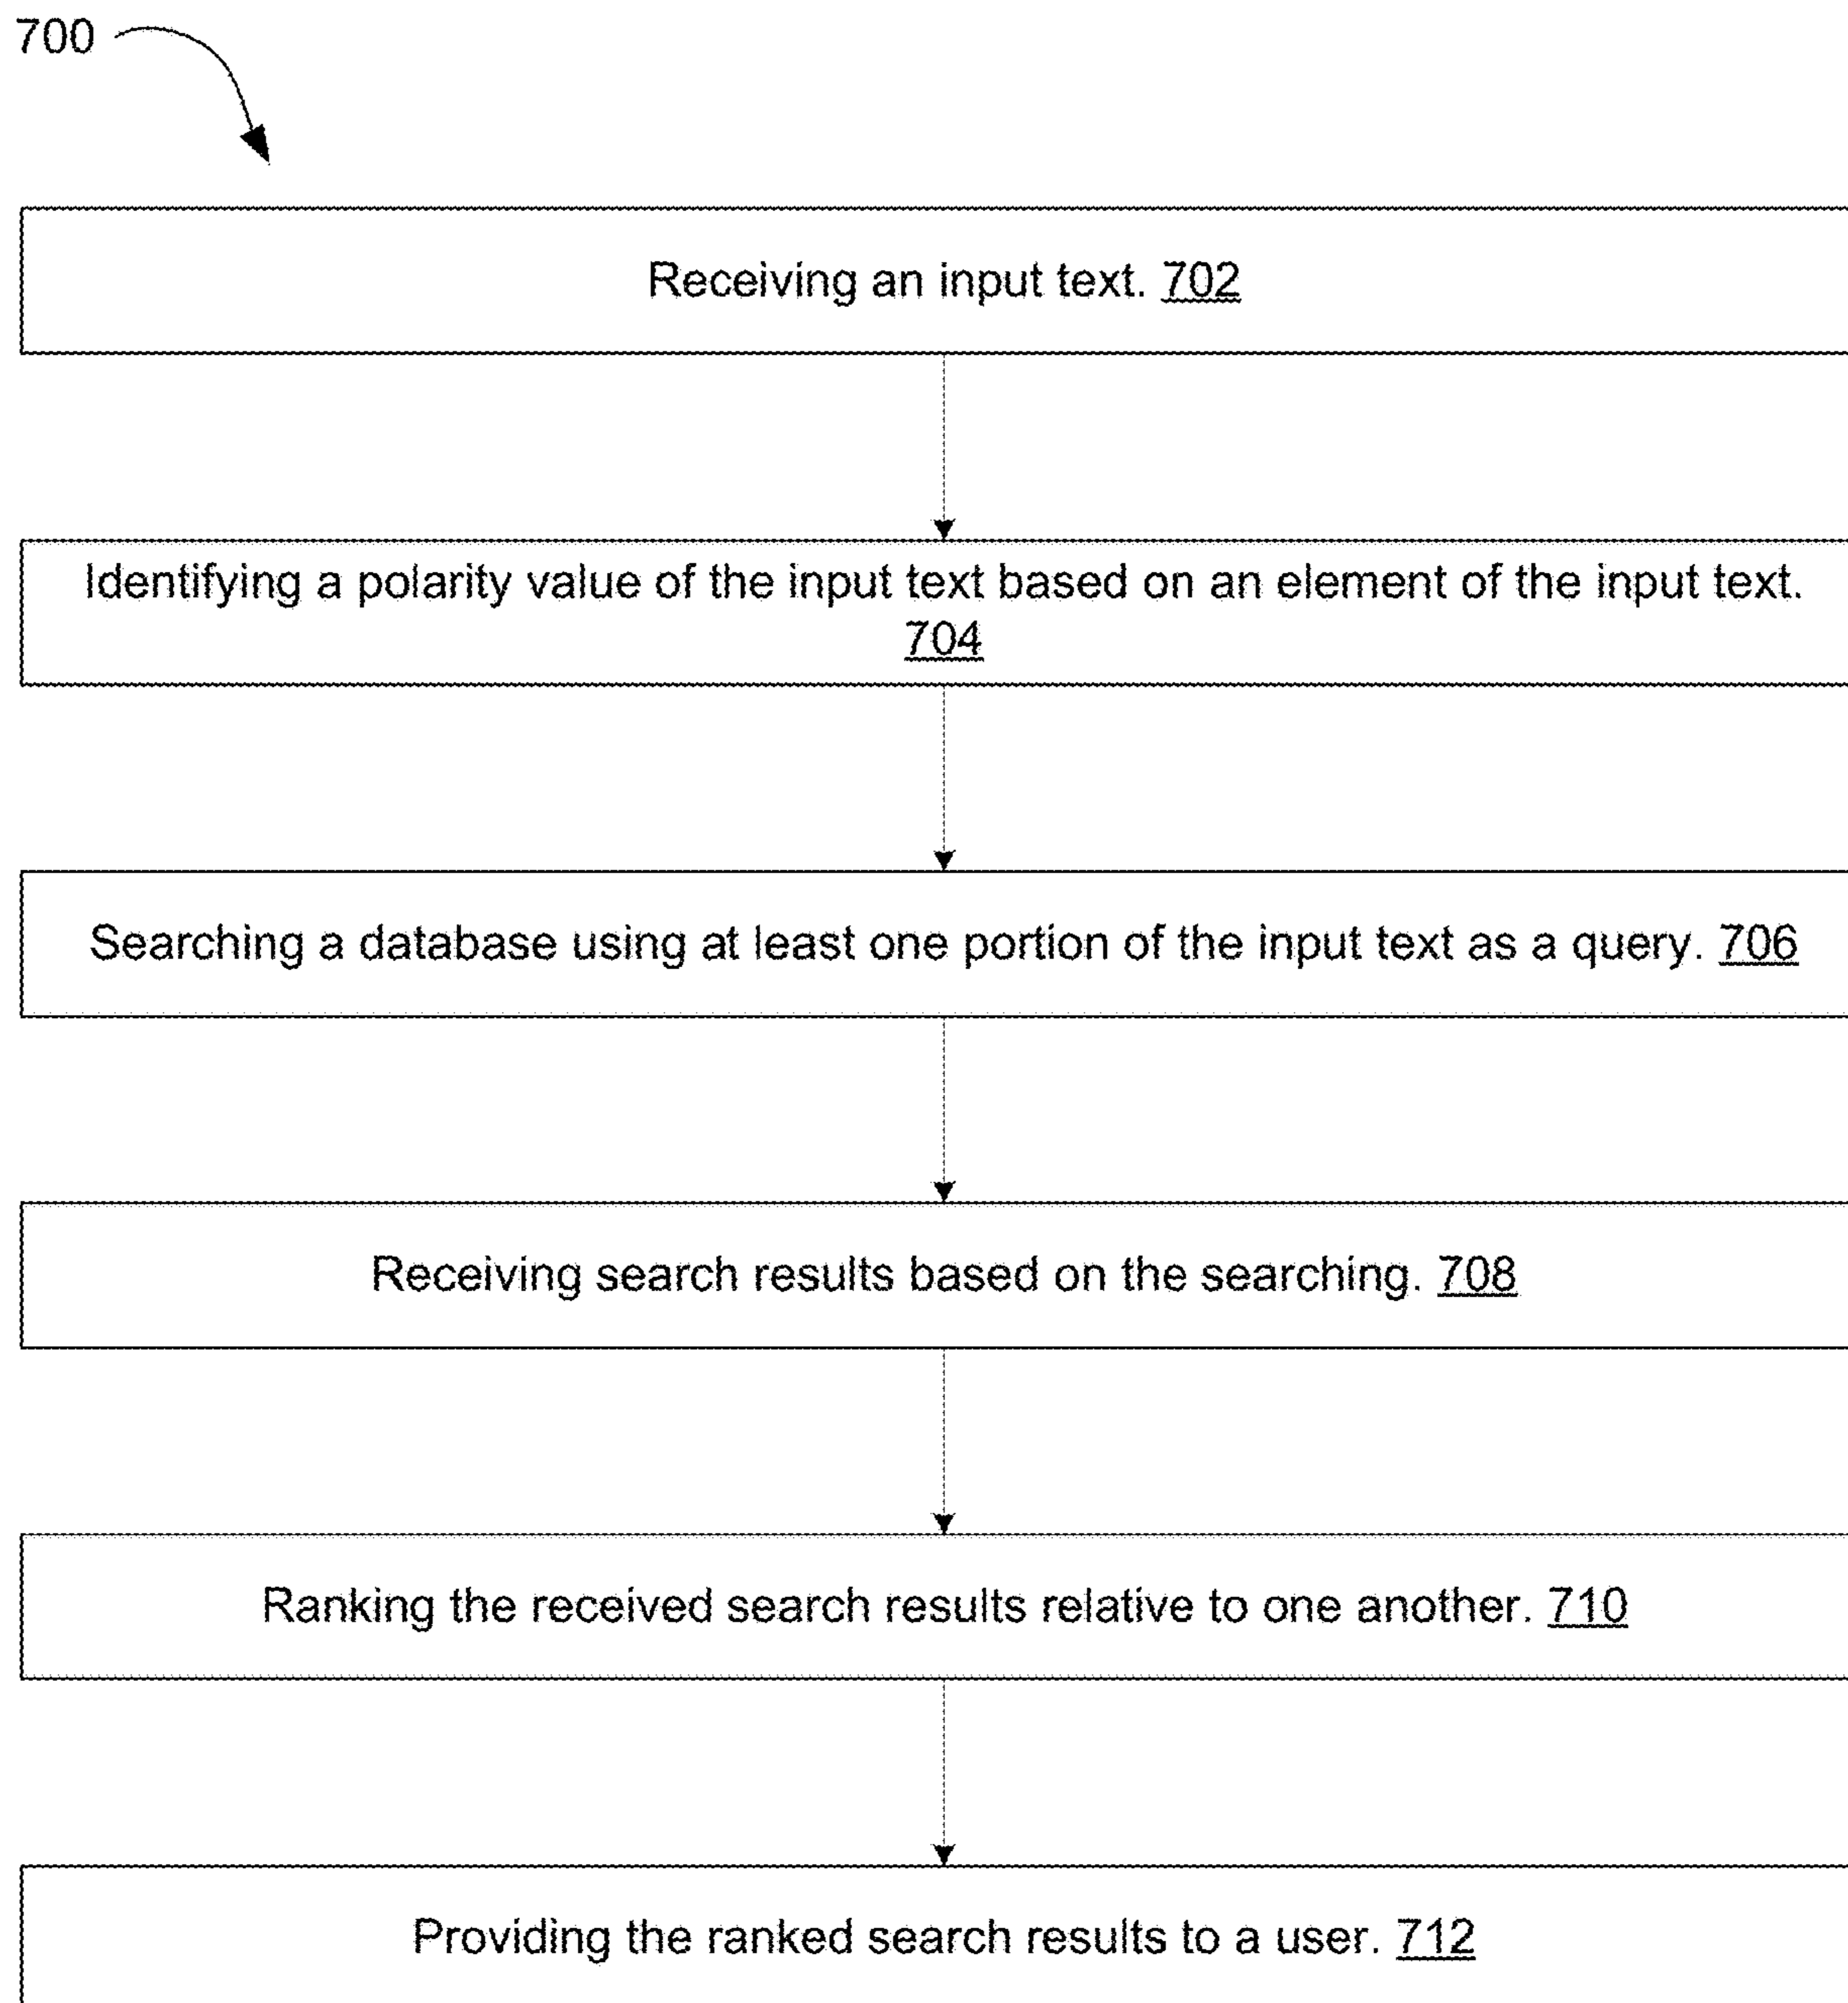 700
Receiving an input text. 702
Identifying a polarity value of the input text based on an element of the input text.
704
Searching a database using at least one portion of the input text as a query. 706
Receiving search results based on the searching. 708
Ranking the received search results relative to one another. 710
Providing the ranked search results to a user. 712